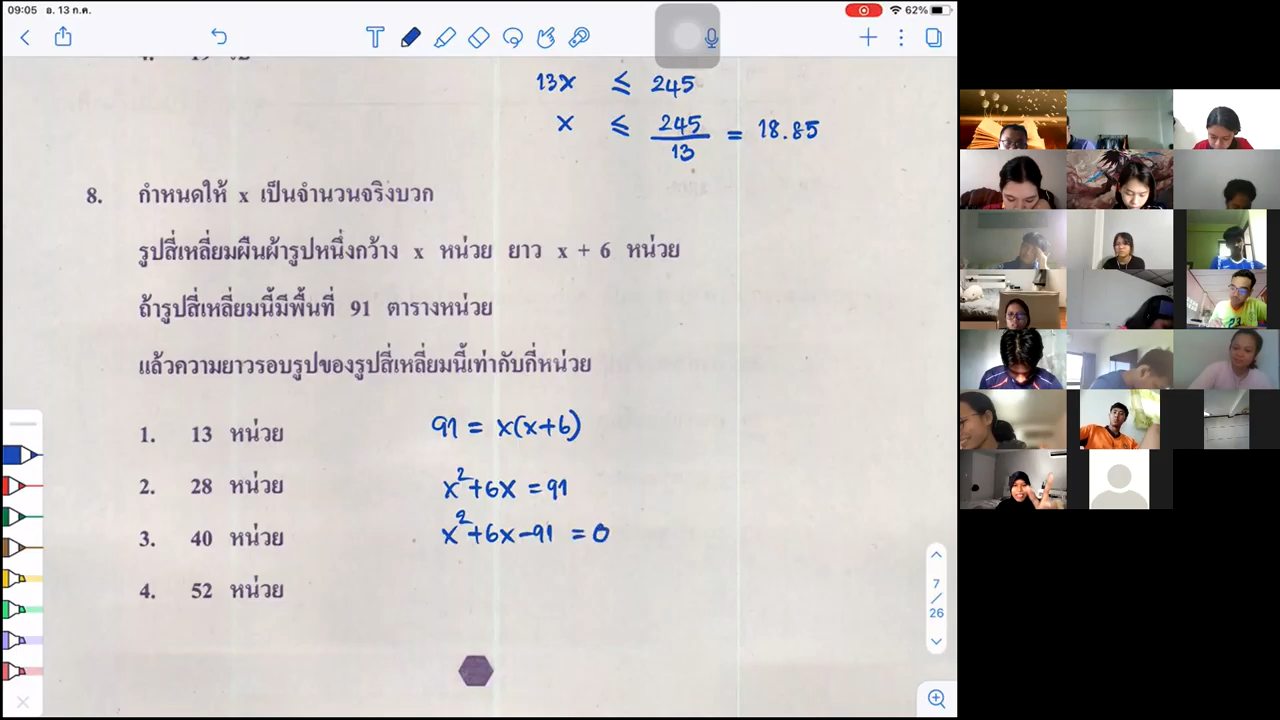 09:05 อ. 13 ก.ค.
62%
13x ≤ 245
x ≤ 245/13 = 18.85
8. กำหนดให้ x เป็นจำนวนจริงบวก
รูปสี่เหลี่ยมผืนผ้ารูปหนึ่งกว้าง x หน่วย ยาว x + 6 หน่วย
ถ้ารูปสี่เหลี่ยมนี้มีพื้นที่ 91 ตารางหน่วย
แล้วความยาวรอบรูปของรูปสี่เหลี่ยมนี้เท่ากับกี่หน่วย
1. 13 หน่วย
91 = x(x+6)
2. 28 หน่วย
x²+6x = 91
3. 40 หน่วย
x²+6x-91 = 0
4. 52 หน่วย
7
/
26